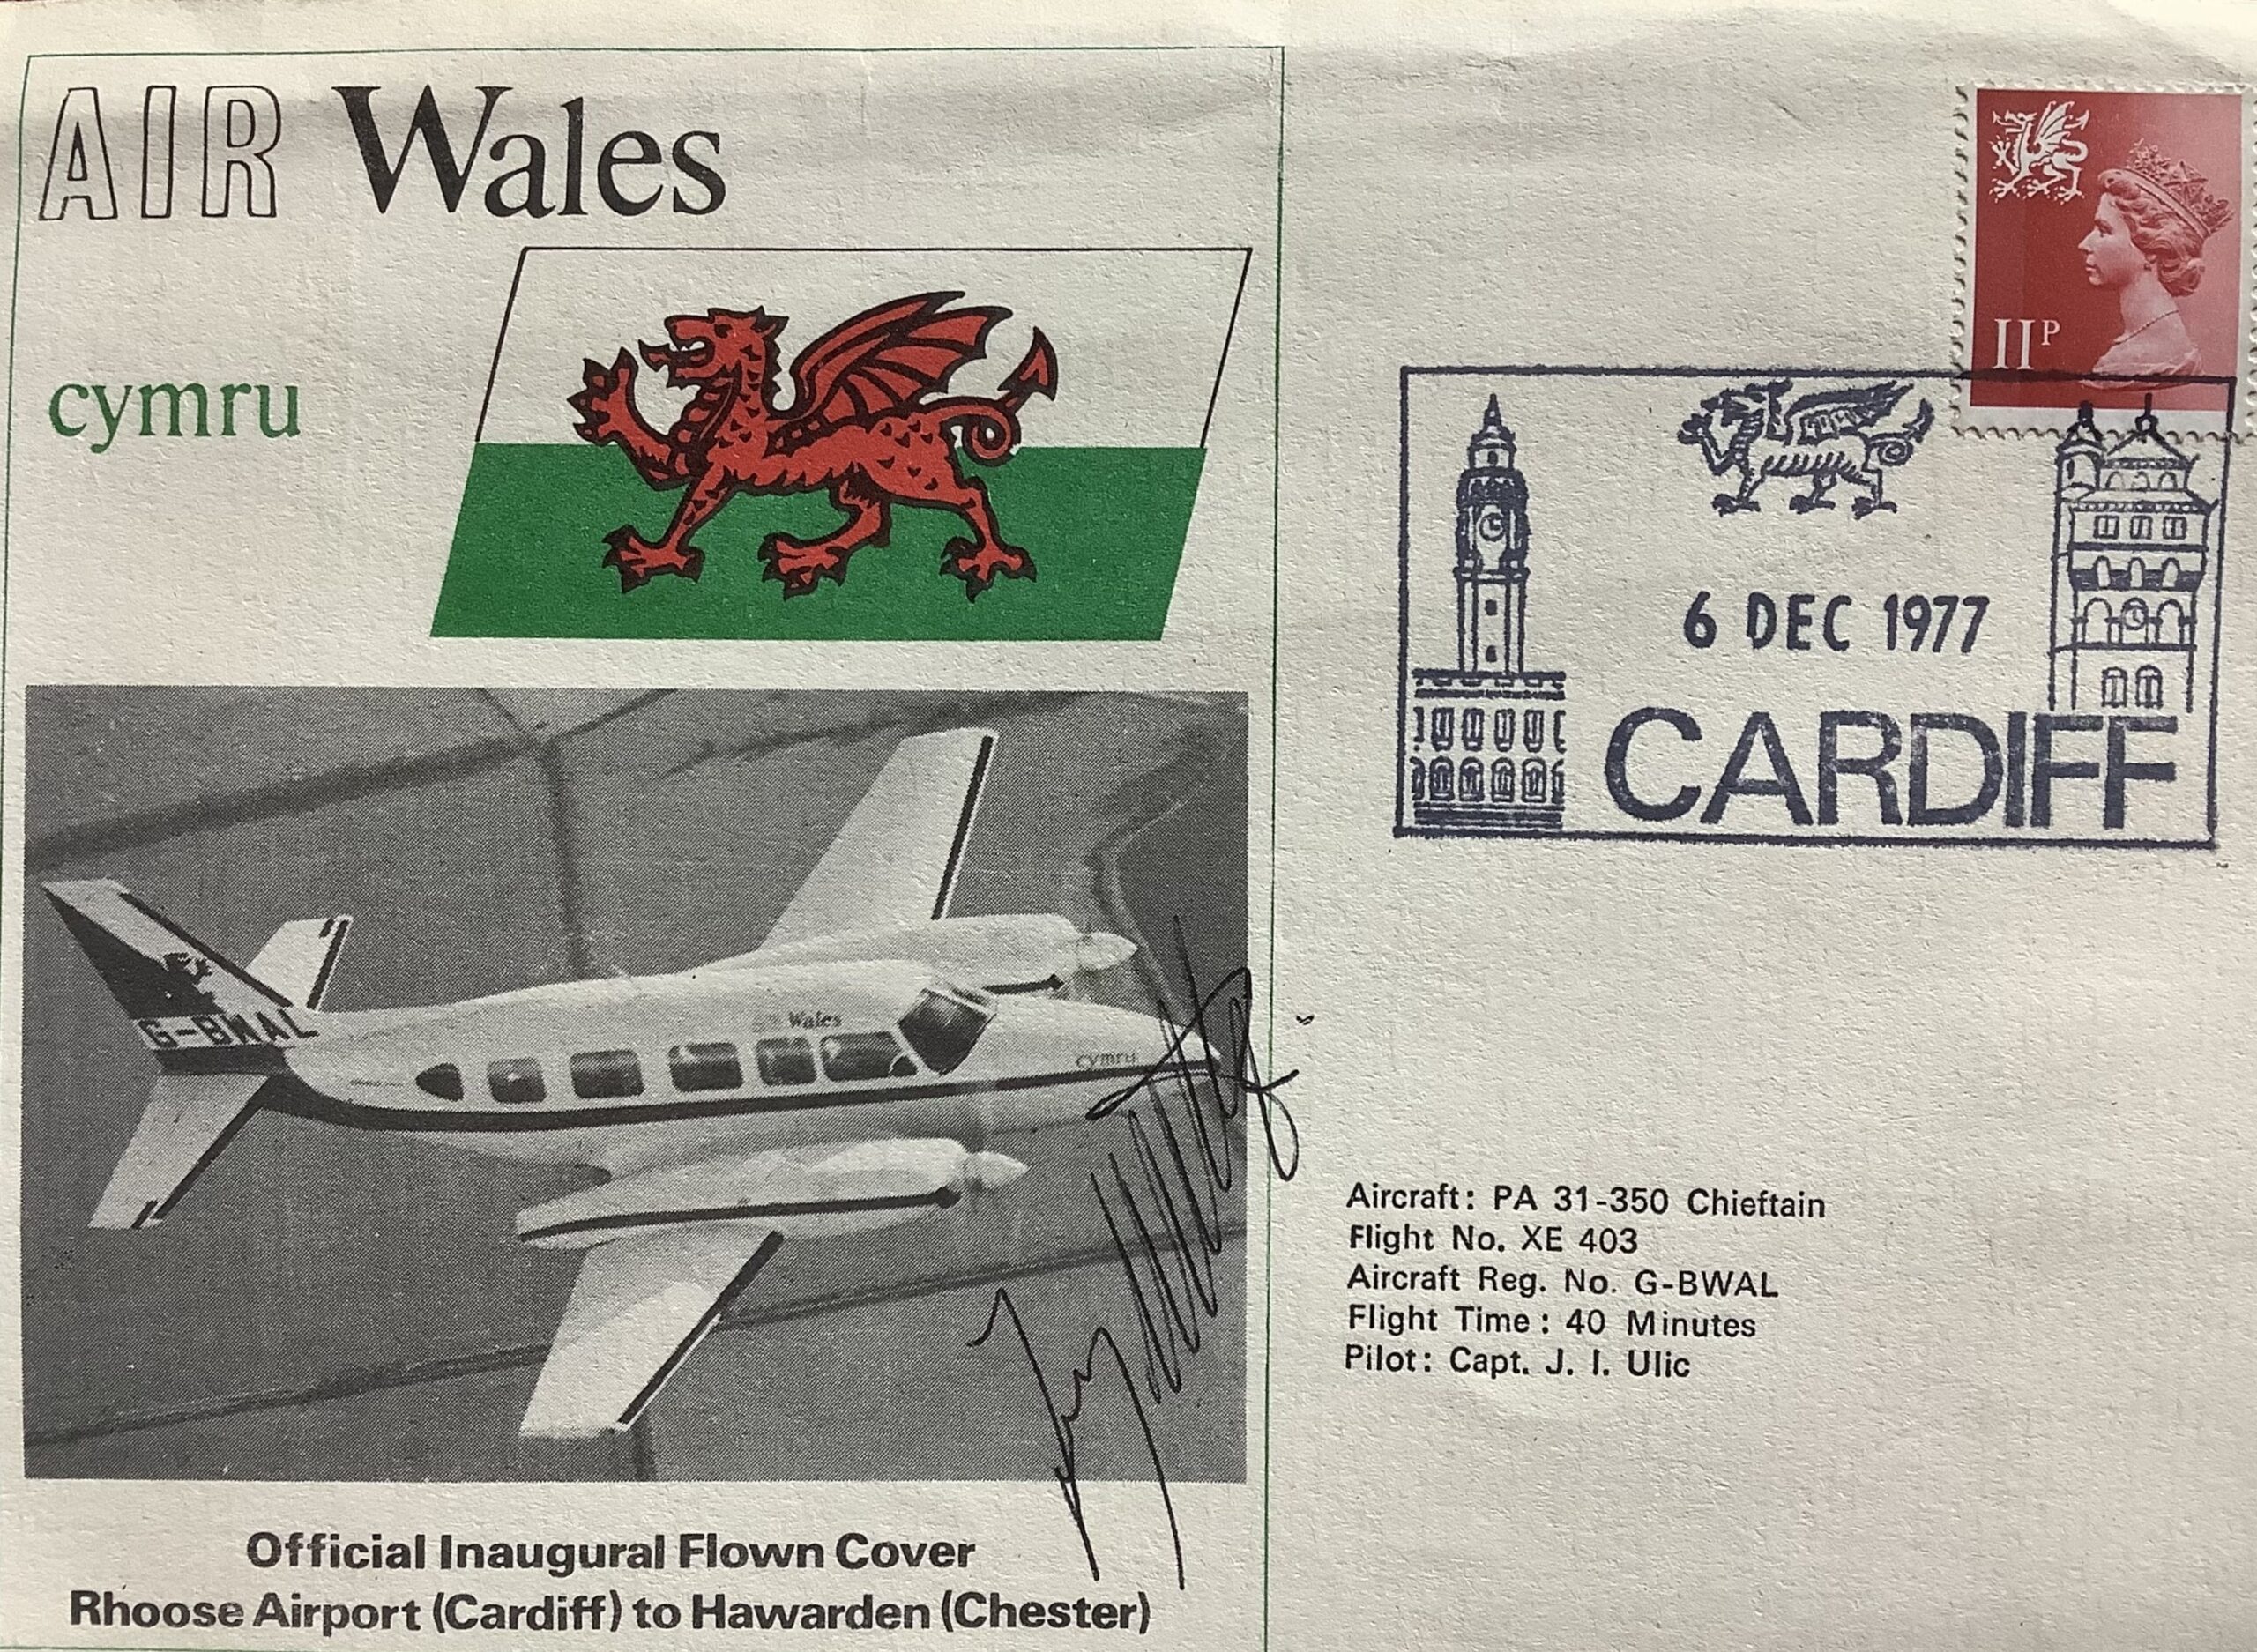 AIR Wales
cymru
G-BWAL
Wales
cymru
Official Inaugural Flown Cover
Rhoose Airport (Cardiff) to Hawarden (Chester)
11P
6 DEC 1977
CARDIFF
Aircraft: PA 31-350 Chieftain
Flight No. XE 403
Aircraft Reg. No. G-BWAL
Flight Time: 40 Minutes
Pilot: Capt. J. I. Ulic